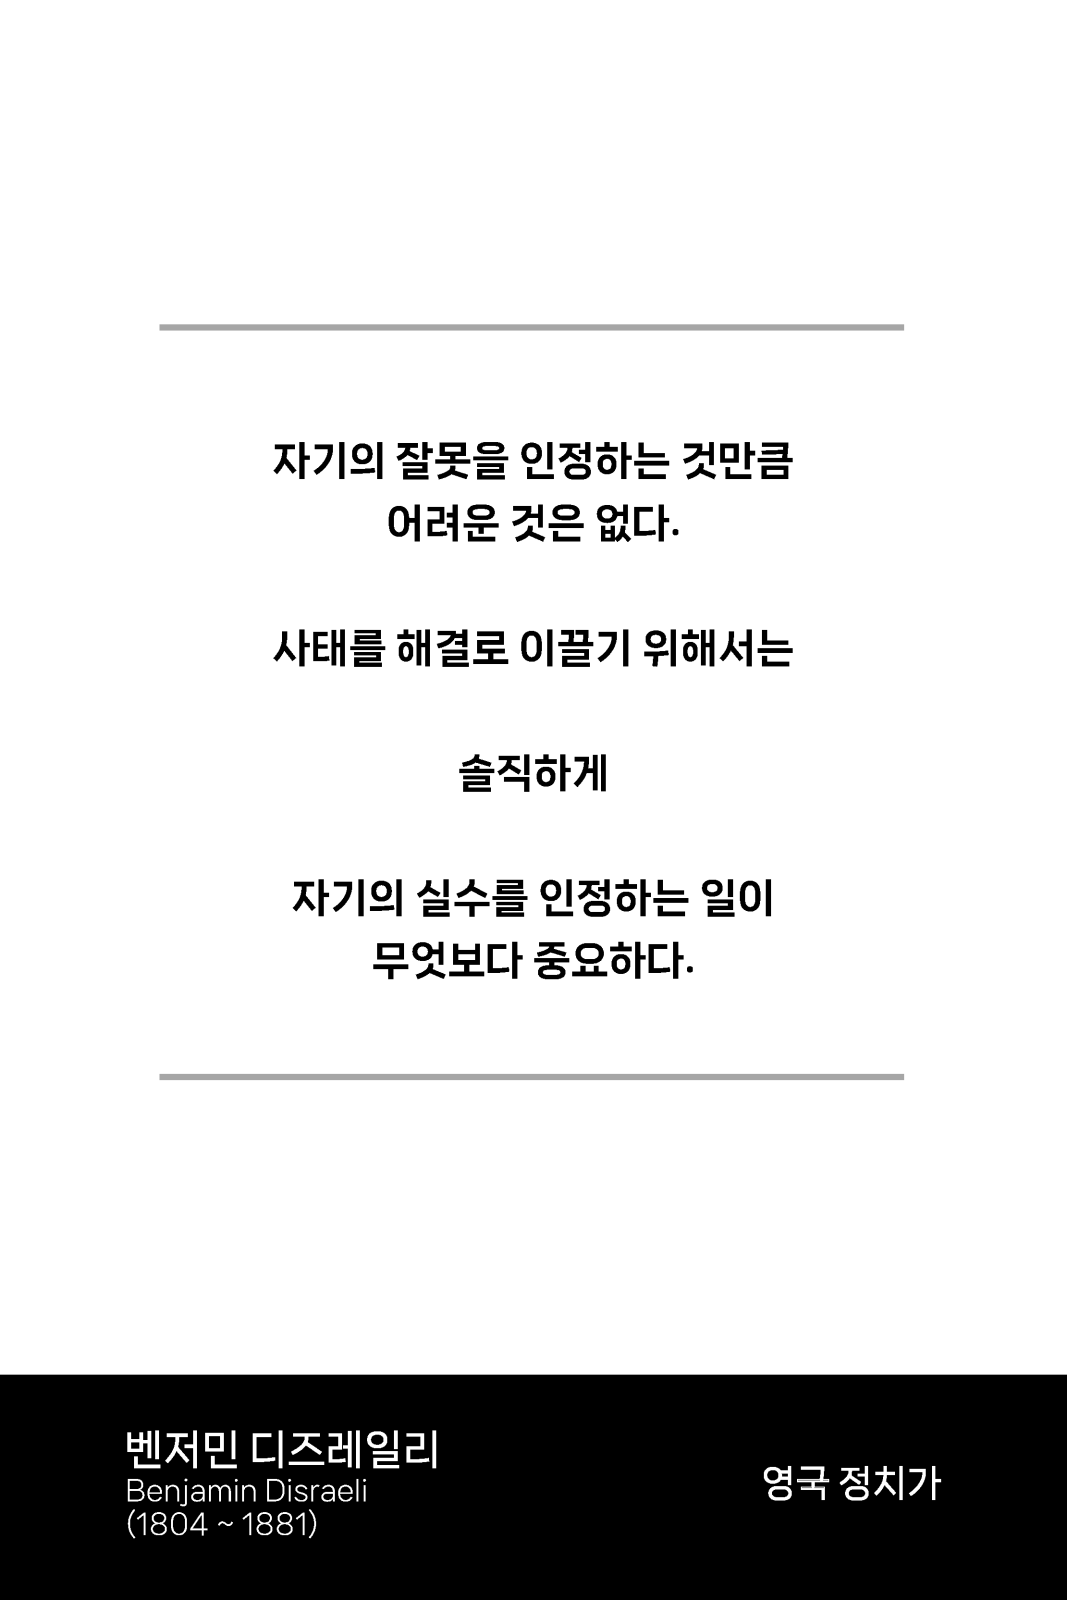 자기의 잘못을 인정하는 것만큼
어려운 것은 없다.
사태를 해결로 이끌기 위해서는
솔직하게
자기의 실수를 인정하는 일이
무엇보다 중요하다.
벤저민 디즈레일리
Benjamin Disraeli
(1804 ~ 1881)
영국 정치가